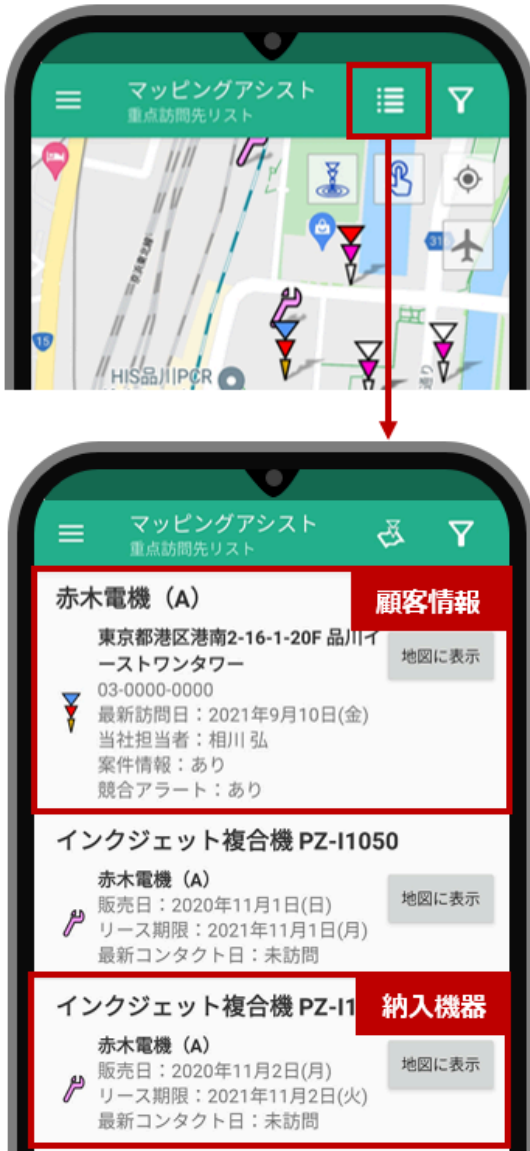 マッピングアシスト
重点訪問先リスト
京浜東北線
31
15
HIS品川PCR
通り
マッピングアシスト
重点訪問先リスト
赤木電機（A）
顧客情報
東京都港区港南2-16-1-20F 品川イ
ーストワンタワー
地図に表示
03-0000-0000
最新訪問日：2021年9月10日(金)
当社担当者：相川 弘
案件情報：あり
競合アラート：あり
インクジェット複合機 PZ-I1050
赤木電機（A）
地図に表示
販売日：2020年11月1日(日)
リース期限：2021年11月1日(月)
最新コンタクト日：未訪問
インクジェット複合機 PZ-I1
納入機器
赤木電機（A）
地図に表示
販売日：2020年11月2日(月)
リース期限：2021年11月2日(火)
最新コンタクト日：未訪問